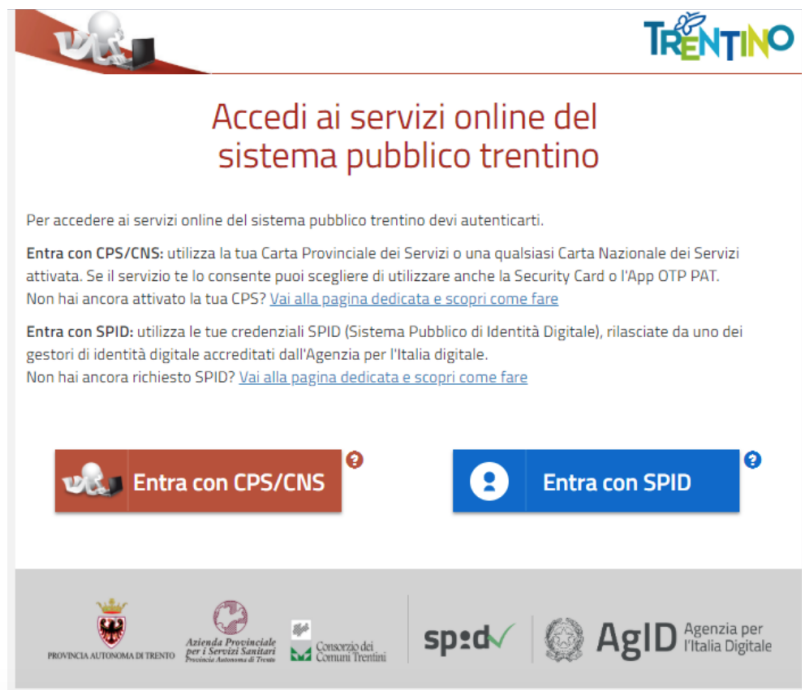 TRENTINO
Accedi ai servizi online del
sistema pubblico trentino
Per accedere ai servizi online del sistema pubblico trentino devi autenticarti.
Entra con CPS/CNS: utilizza la tua Carta Provinciale dei Servizi o una qualsiasi Carta Nazionale dei Servizi
attivata. Se il servizio te lo consente puoi scegliere di utilizzare anche la Security Card o l'App OTP PAT.
Non hai ancora attivato la tua CPS? Vai alla pagina dedicata e scopri come fare
Entra con SPID: utilizza le tue credenziali SPID (Sistema Pubblico di Identità Digitale), rilasciate da uno dei
gestori di identità digitale accreditati dall'Agenzia per l'Italia digitale.
Non hai ancora richiesto SPID? Vai alla pagina dedicata e scopri come fare
Entra con CPS/CNS ?
Entra con SPID ?
PROVINCIA AUTONOMA DI TRENTO
Azienda Provinciale
per i Servizi Sanitari
Provincia Autonoma di Trento
Consorzio dei
Comuni Trentini
spid
AgID
Agenzia per
l'Italia Digitale